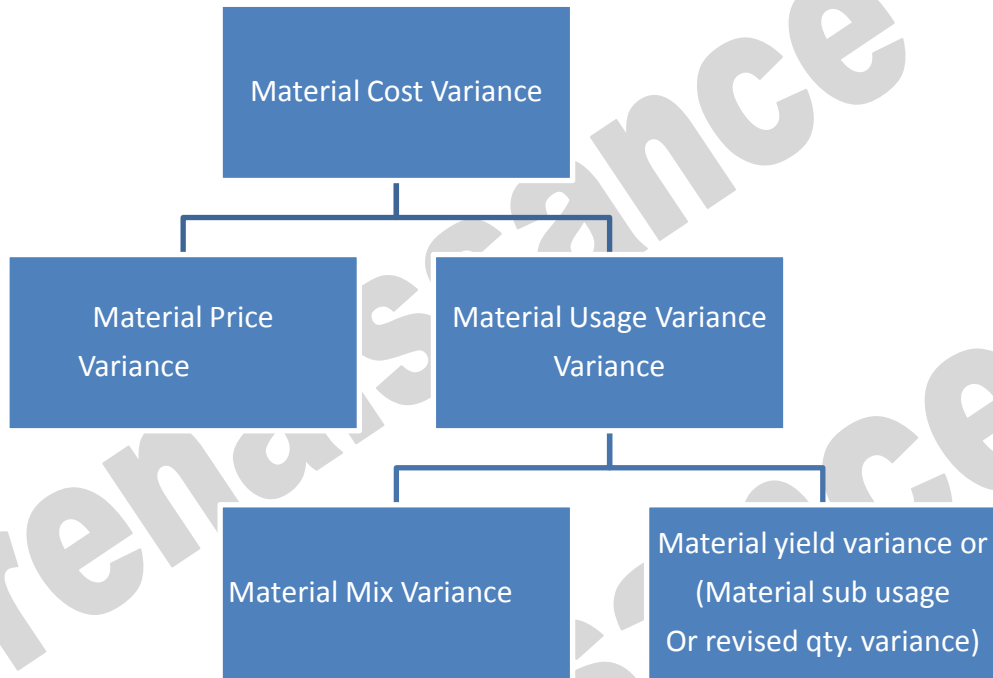 Material Cost Variance
Material Price
Variance
Material Usage Variance
Variance
Material Mix Variance
Material yield variance or
(Material sub usage
Or revised qty. variance)
renaissance